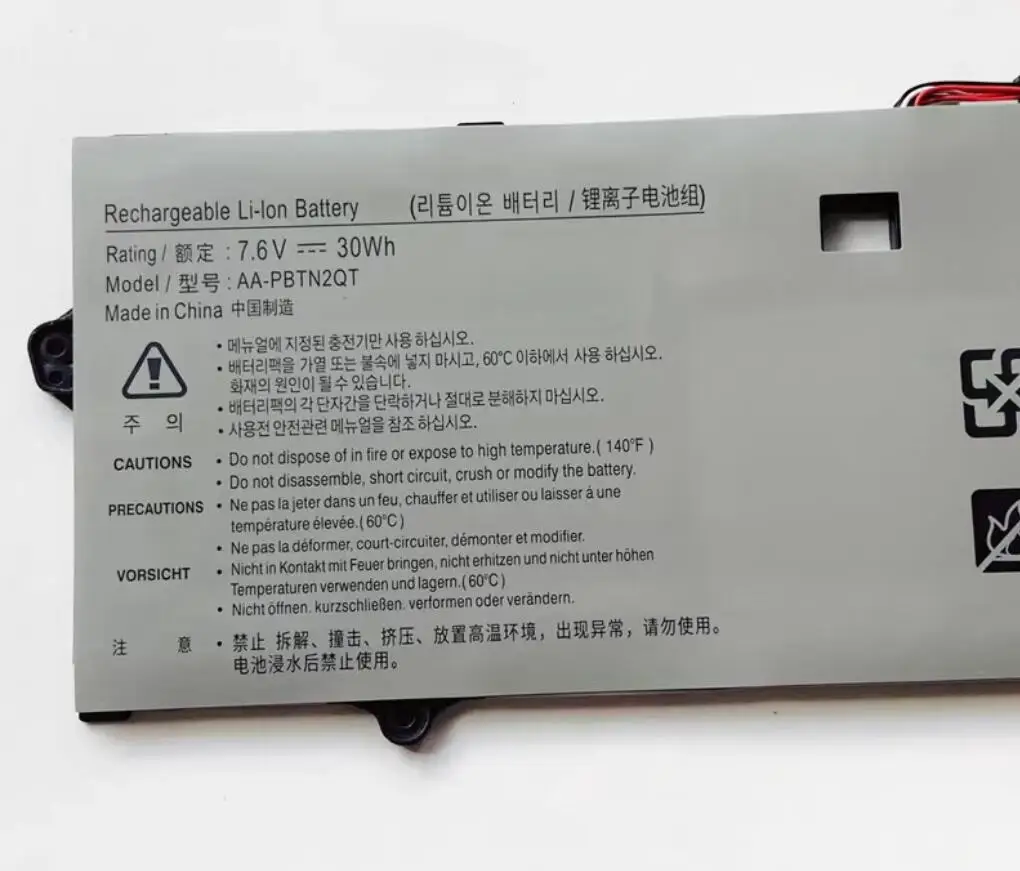 Rechargeable Li-Ion Battery (리튬이온 배터리 / 锂离子电池组)
Rating / 额定 : 7.6V ⎓ 30Wh
Model / 型号 : AA-PBTN2QT
Made in China 中国制造
• 메뉴얼에 지정된 충전기만 사용 하십시오.
• 배터리팩을 가열 또는 불속에 넣지 마시고, 60°C 이하에서 사용 하십시오.
화재의 원인이 될 수 있습니다.
주 의
• 배터리팩의 각 단자간을 단락하거나 절대로 분해하지 마십시오.
• 사용전 안전관련 메뉴얼을 참조 하십시오.
CAUTIONS • Do not dispose of in fire or expose to high temperature.( 140°F )
• Do not disassemble, short circuit, crush or modify the battery.
PRECAUTIONS • Ne pas la jeter dans un feu, chauffer et utiliser ou laisser à une
température élevée.( 60°C )
• Ne pas la déformer, court-circuiter, démonter et modifier.
VORSICHT • Nicht in Kontakt mit Feuer bringen, nicht erhitzen und nicht unter höhen
Temperaturen verwenden und lagern.( 60°C )
• Nicht öffnen. kurzschließen. verformen oder verändern.
注 意 • 禁止 拆解、撞击、挤压、放置高温环境，出现异常，请勿使用。
电池浸水后禁止使用。